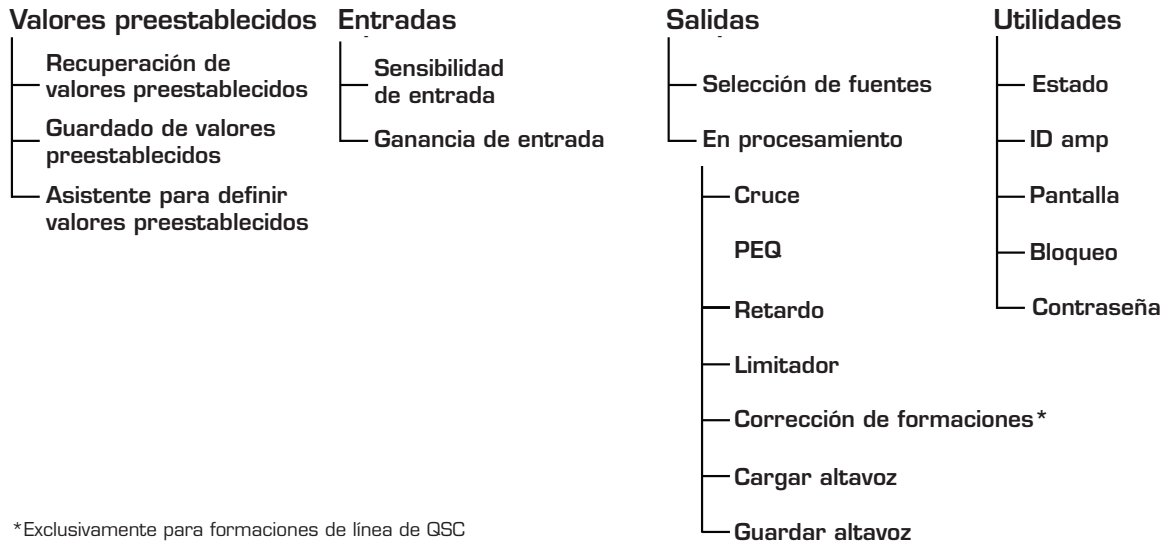 Valores preestablecidos
Recuperación de
valores preestablecidos
Guardado de valores
preestablecidos
Asistente para definir
valores preestablecidos
Entradas
Sensibilidad
de entrada
Ganancia de entrada
Salidas
Selección de fuentes
En procesamiento
Cruce
PEQ
Retardo
Limitador
Corrección de formaciones*
Cargar altavoz
Guardar altavoz
Utilidades
Estado
ID amp
Pantalla
Bloqueo
Contraseña
*Exclusivamente para formaciones de línea de QSC